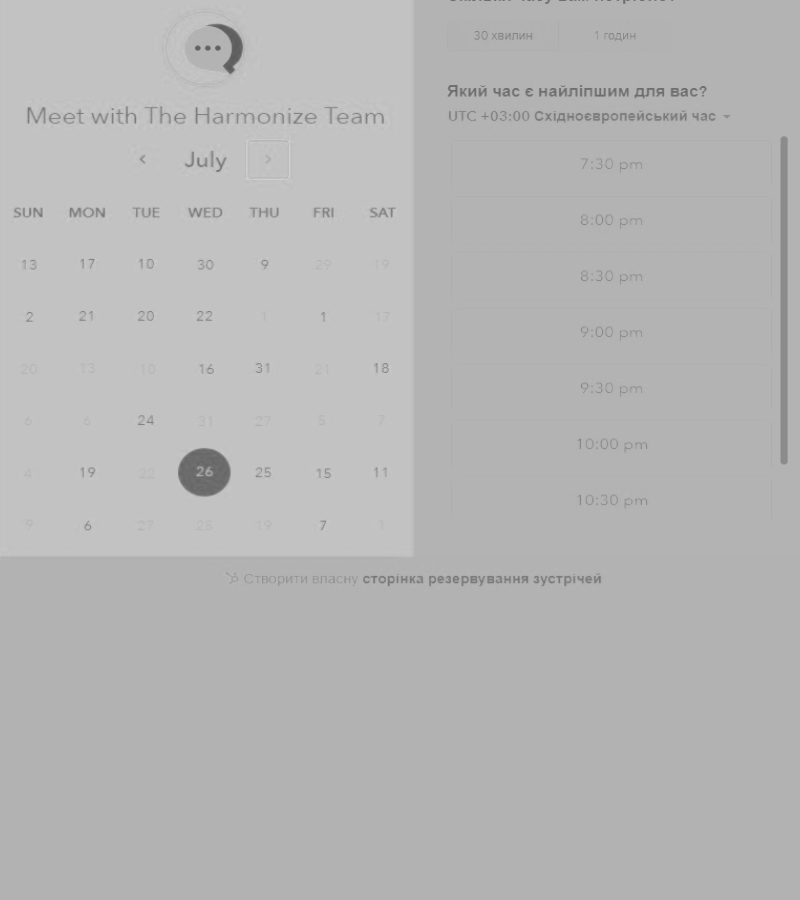 Meet with The Harmonize Team
July
SUN MON TUE WED THU FRI SAT
13 17 10 30 9 29 19
2 21 20 22 1 1 17
20 13 10 16 31 21 18
6 6 24 31 27 5 7
4 19 22 26 25 15 11
9 6 27 25 19 7 1
30 хвилин 1 годин
Який час є найліпшим для вас?
UTC +03:00 Східноєвропейський час
7:30 pm
8:00 pm
8:30 pm
9:00 pm
9:30 pm
10:00 pm
10:30 pm
Створити власну сторінка резервування зустрічей